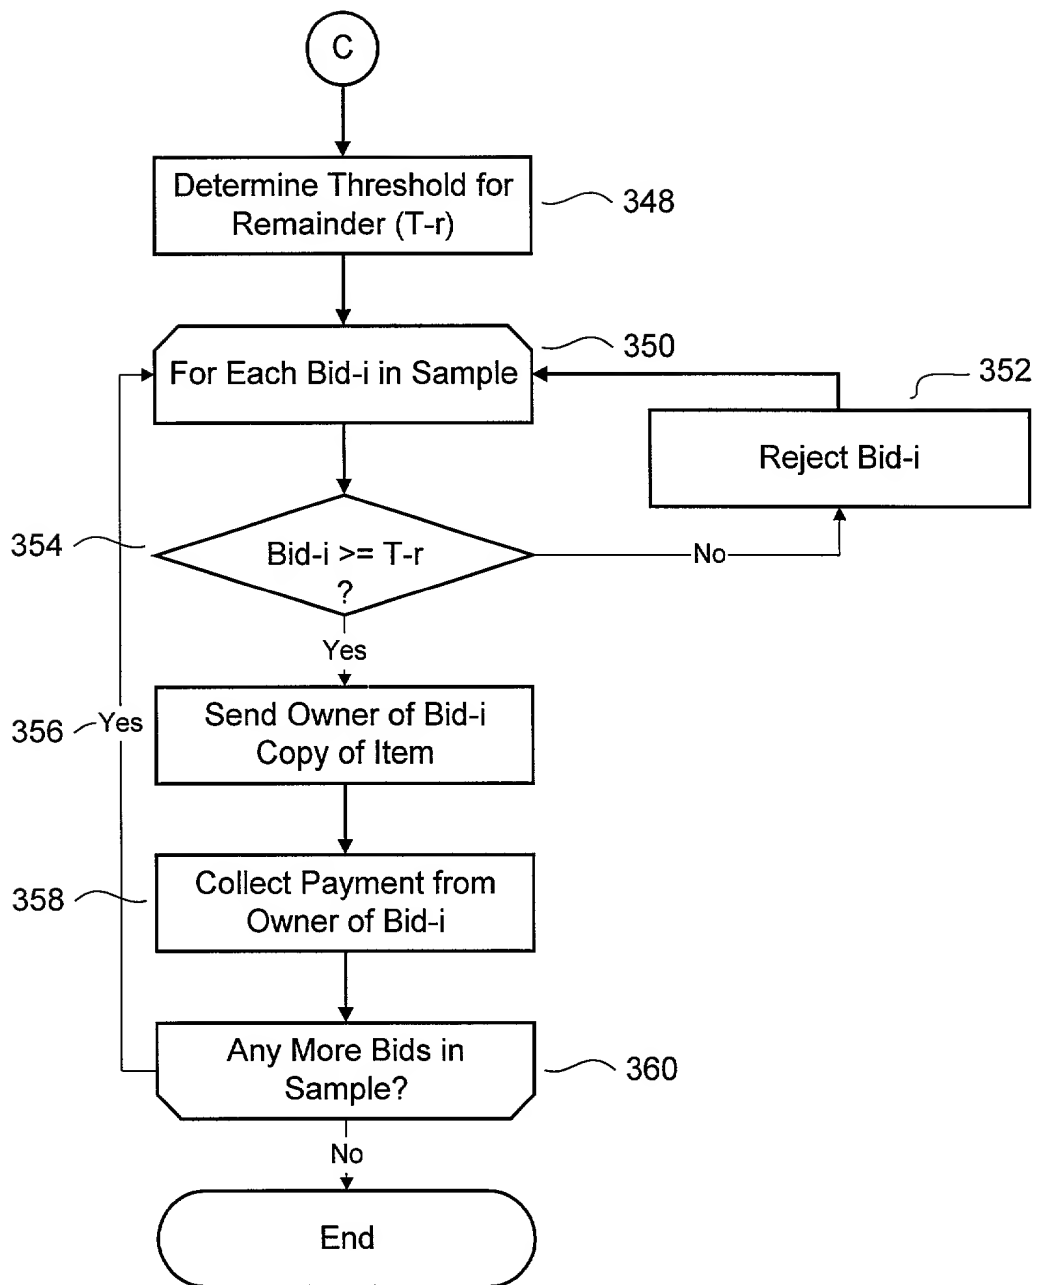 C
Determine Threshold for
Remainder (T-r)
348
350
For Each Bid-i in Sample
352
Reject Bid-i
354
Bid-i >= T-r
?
No
Yes
Send Owner of Bid-i
Copy of Item
356
Yes
Collect Payment from
Owner of Bid-i
358
Any More Bids in
Sample?
360
No
End